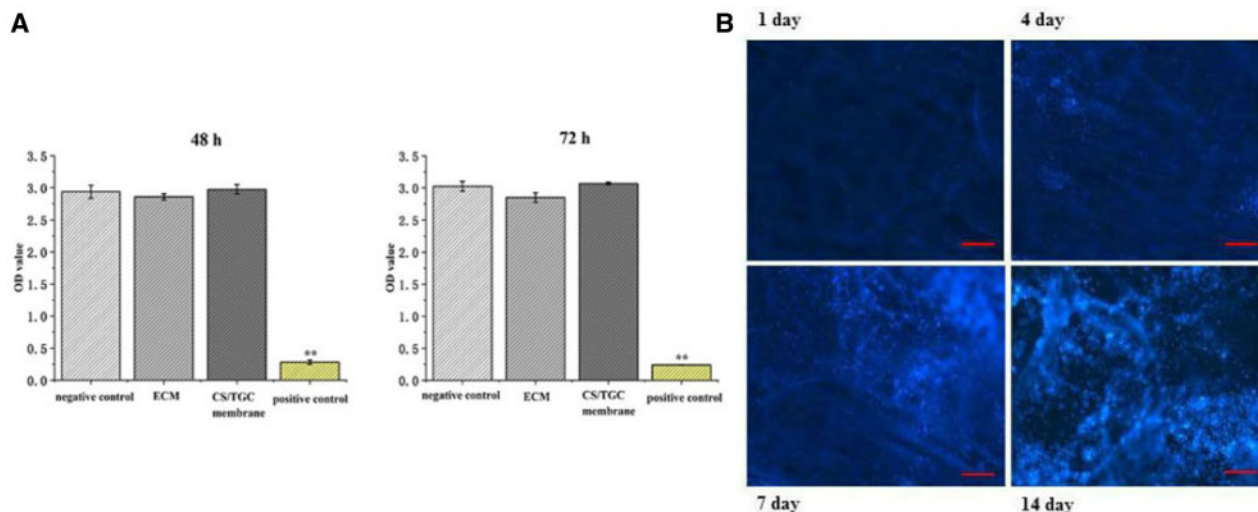 A
B
1 day
4 day
48 h
72 h
3.5
3.0
2.5
2.0
1.5
1.0
0.5
0.0
OD value
**
negative control
ECM
CS/TGC
membrane
positive control
3.5
3.0
2.5
2.0
1.5
1.0
0.5
0.0
OD value
**
negative control
ECM
CS/TGC
membrane
positive control
7 day
14 day